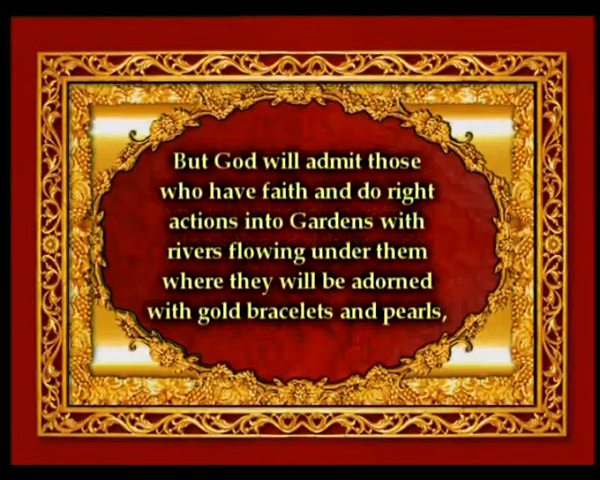 But God will admit those
who have faith and do right
actions into Gardens with
rivers flowing under them
where they will be adorned
with gold bracelets and pearls,